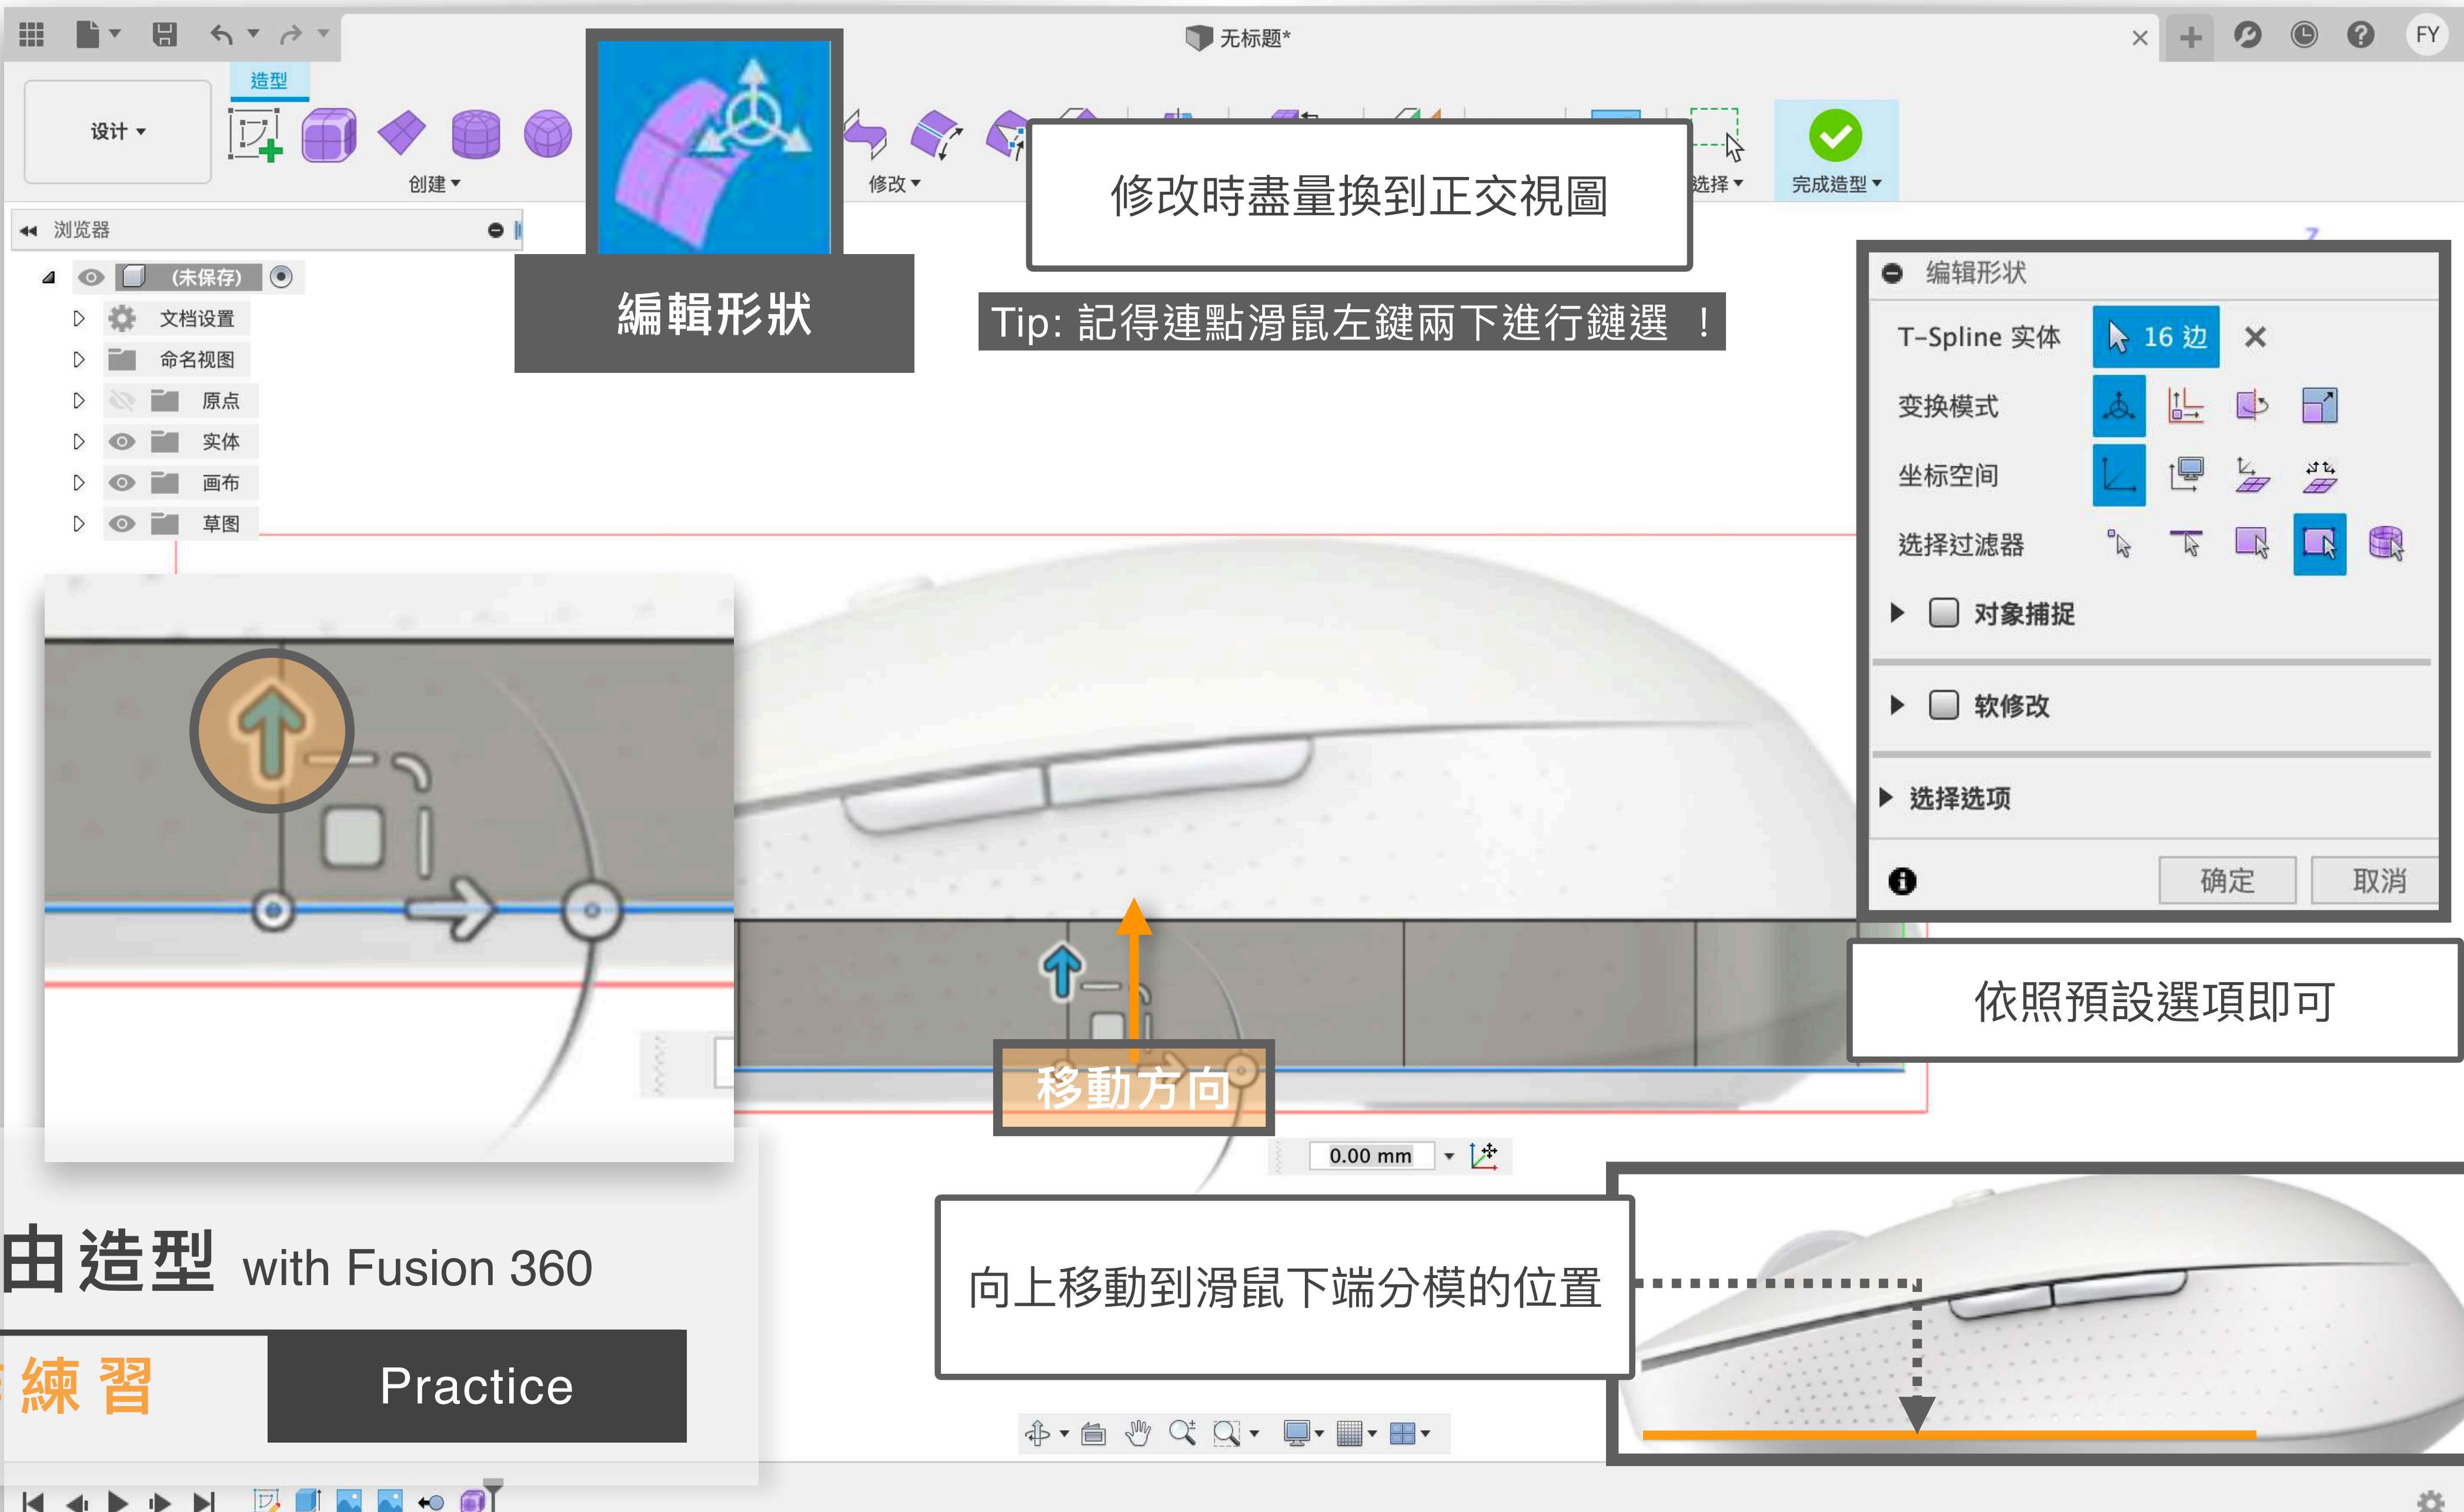 无标题*
FY
造型
设计
创建
修改
选择
完成造型
編輯形狀
修改時盡量換到正交視圖
Tip: 記得連點滑鼠左鍵兩下進行鏈選 !
浏览器
(未保存)
文档设置
命名视图
原点
实体
画布
草图
Z
编辑形状
T-Spline 实体
16 边
变换模式
坐标空间
选择过滤器
对象捕捉
软修改
选择选项
确定
取消
依照預設選項即可
移動方向
0.00 mm
向上移動到滑鼠下端分模的位置
由造型 with Fusion 360
練習
Practice